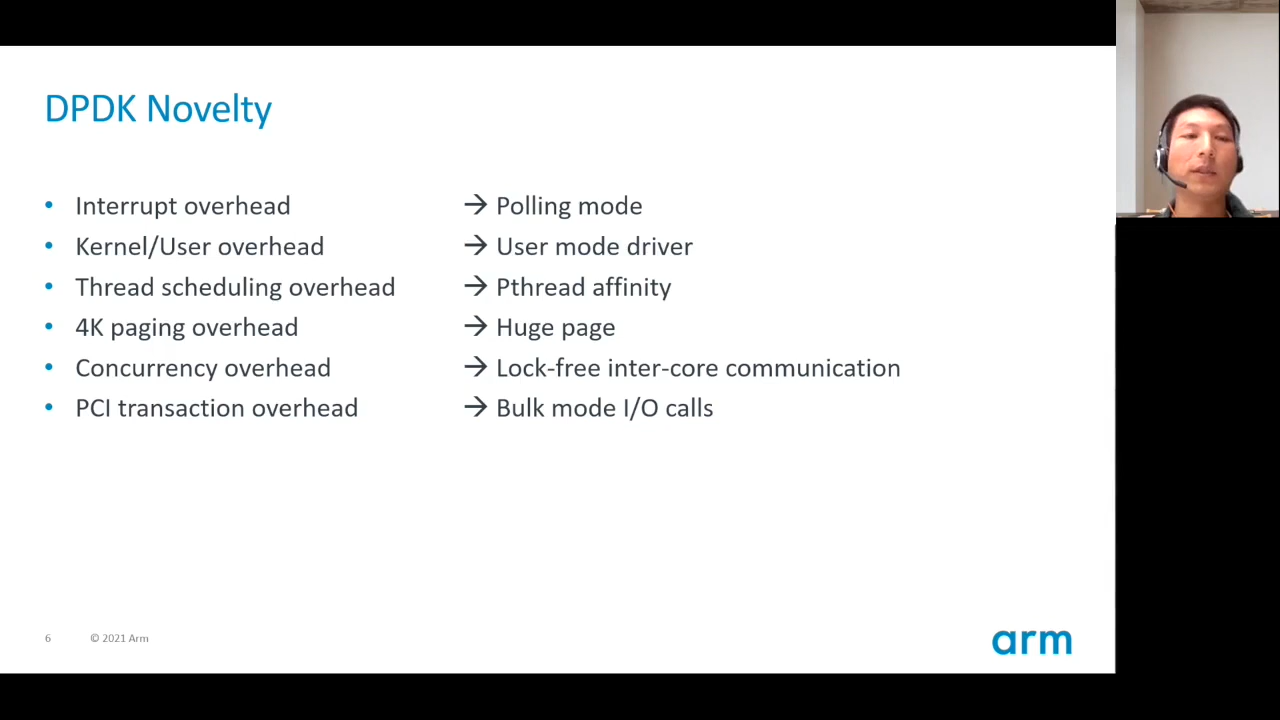 DPDK Novelty
• Interrupt overhead → Polling mode
• Kernel/User overhead → User mode driver
• Thread scheduling overhead → Pthread affinity
• 4K paging overhead → Huge page
• Concurrency overhead → Lock-free inter-core communication
• PCI transaction overhead → Bulk mode I/O calls
6 © 2021 Arm
arm